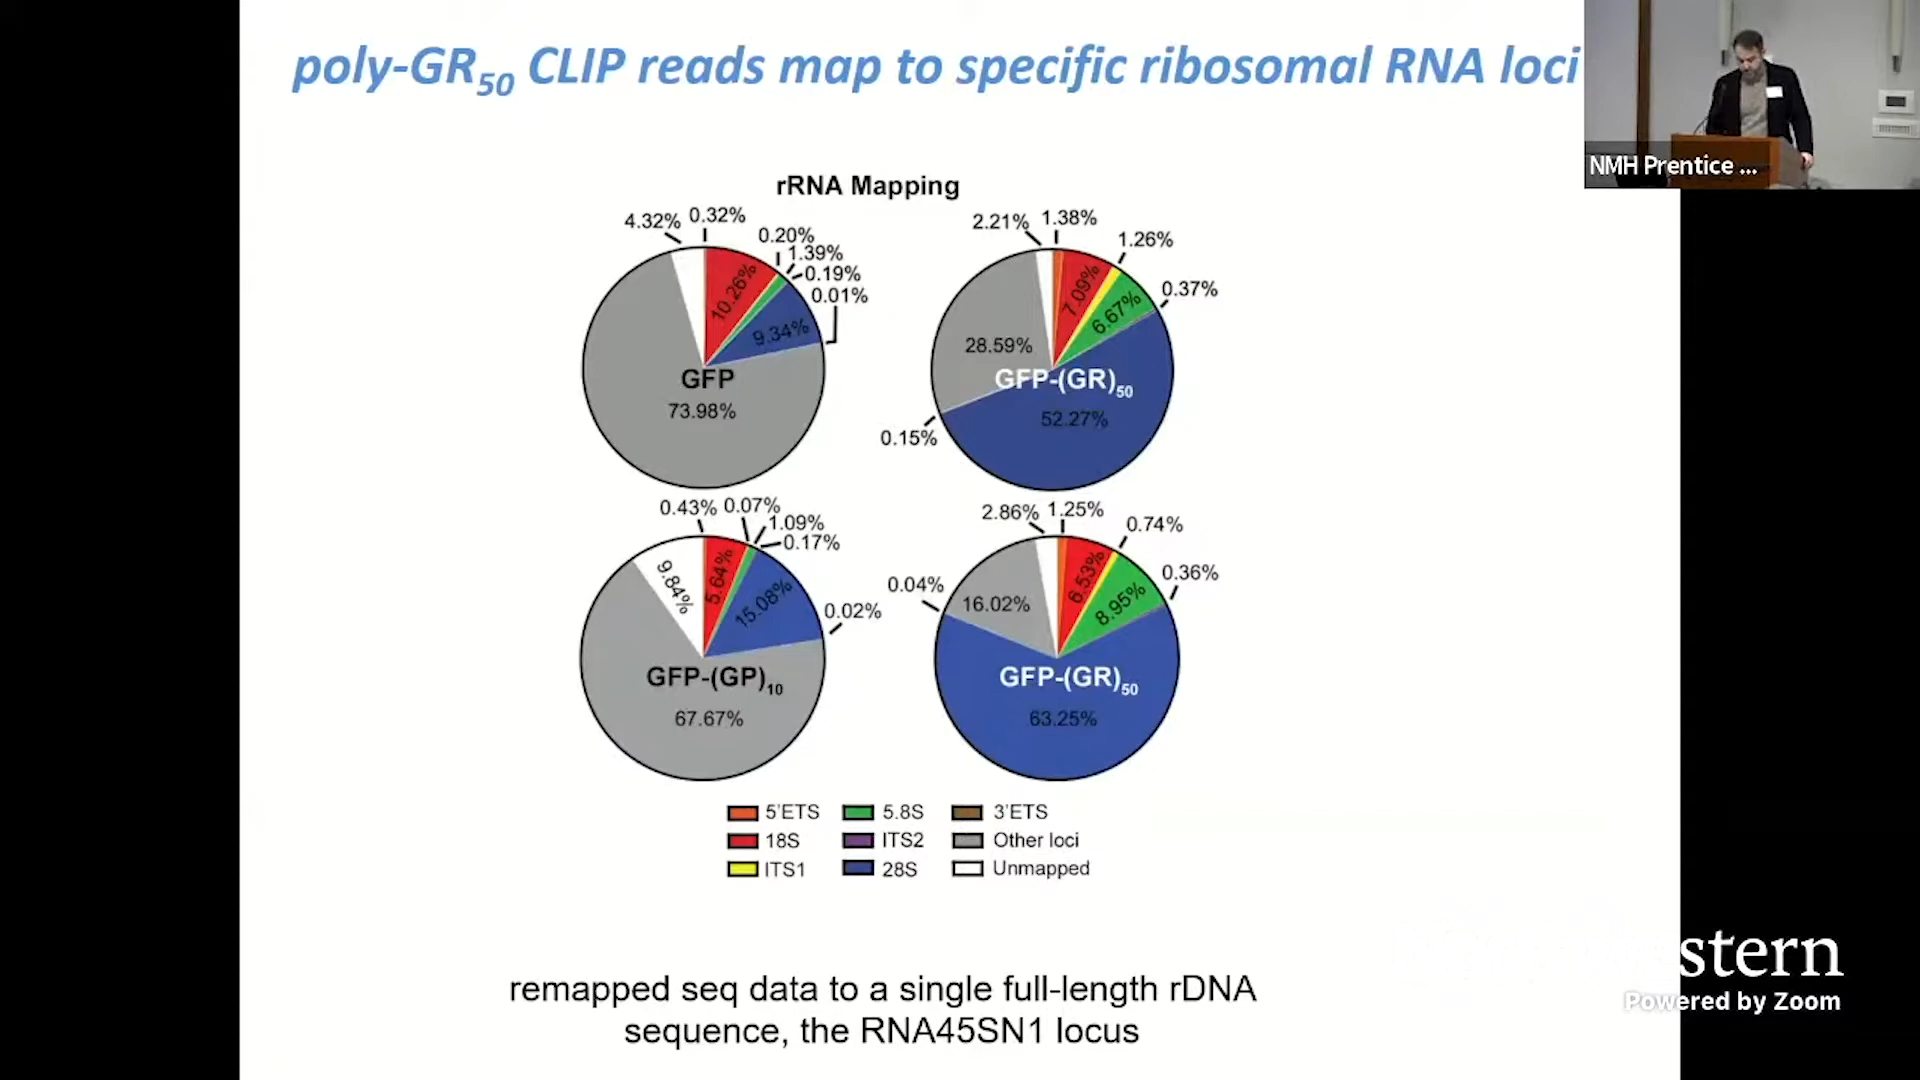 poly-GR50 CLIP reads map to specific ribosomal RNA loci
NMH Prentice ...
rRNA Mapping
4.32%
0.32%
0.20%
1.39%
0.19%
0.01%
10.26%
9.34%
GFP
73.98%
2.21%
1.38%
1.26%
0.37%
7.09%
6.67%
28.59%
GFP-(GR)50
52.27%
0.15%
0.43%
0.07%
1.09%
0.17%
9.84%
5.64%
15.08%
0.02%
GFP-(GP)10
67.67%
2.86%
1.25%
0.74%
0.36%
0.04%
16.02%
6.53%
8.95%
GFP-(GR)50
63.25%
5'ETS
5.8S
3'ETS
18S
ITS2
Other loci
ITS1
28S
Unmapped
remapped seq data to a single full-length rDNA
sequence, the RNA45SN1 locus
stern
Powered by Zoom